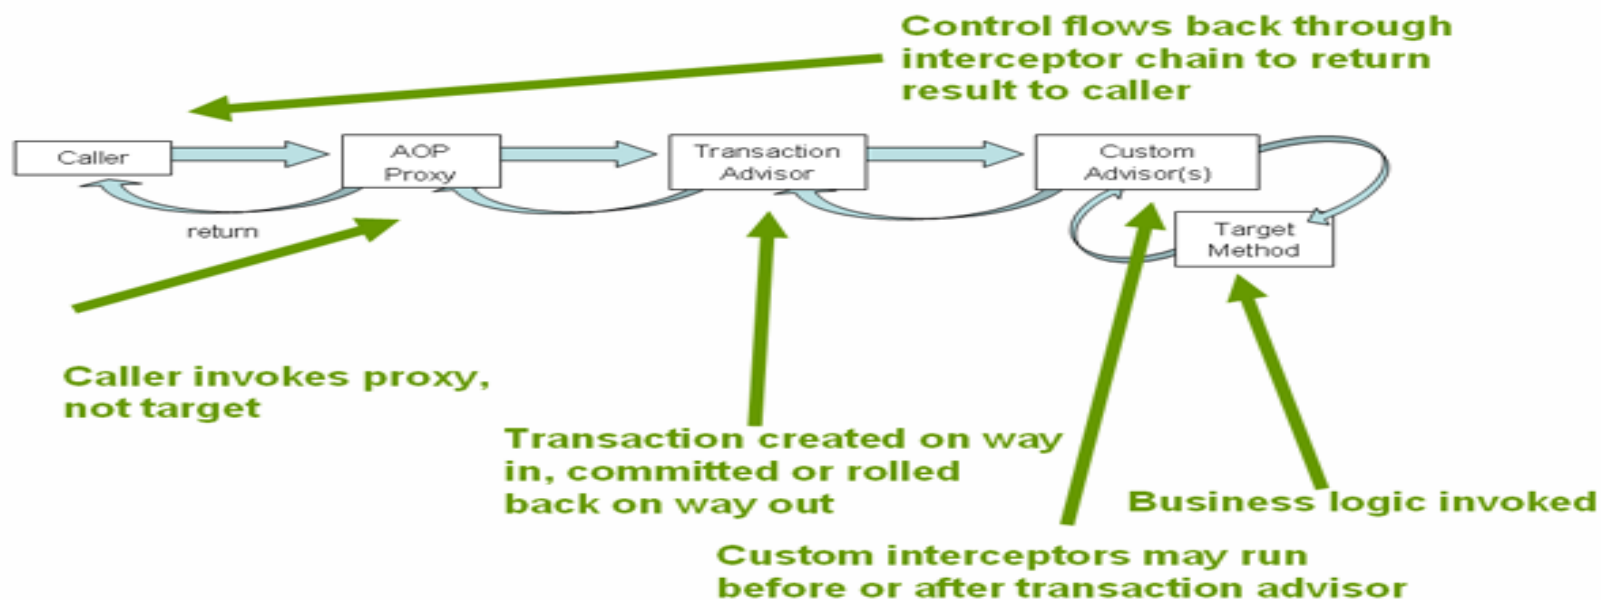 Control flows back through
interceptor chain to return
result to caller
Caller
AOP
Proxy
Transaction
Advisor
Custom
Advisor(s)
return
Target
Method
Caller invokes proxy,
not target
Transaction created on way
in, committed or rolled
back on way out
Business logic invoked
Custom interceptors may run
before or after transaction advisor